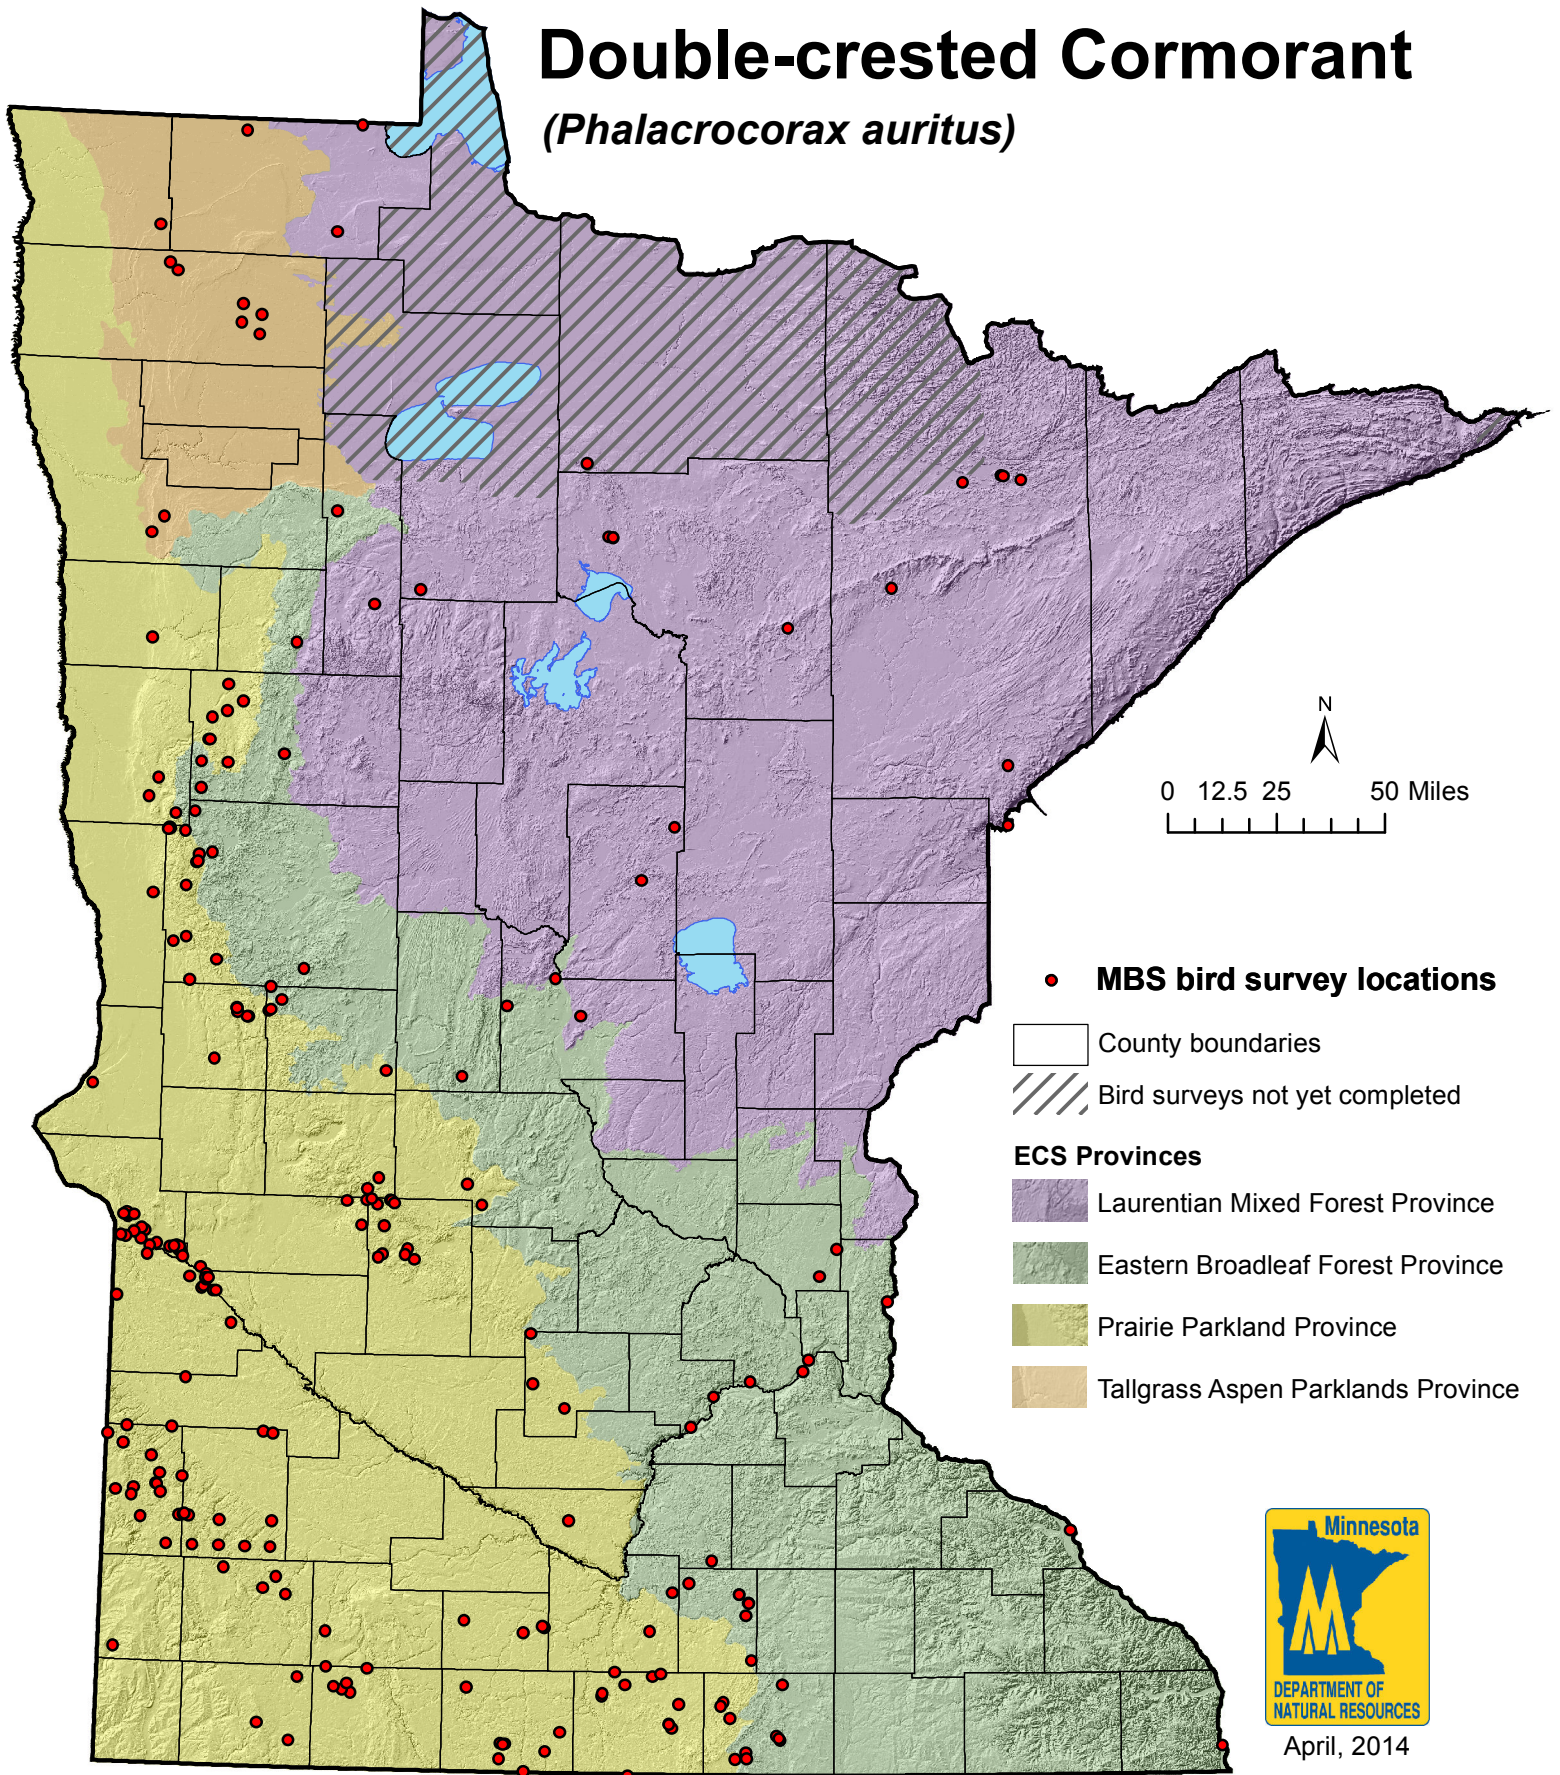 Double-crested Cormorant
(Phalacrocorax auritus)
N
0 12.5 25 50 Miles
MBS bird survey locations
County boundaries
Bird surveys not yet completed
ECS Provinces
Laurentian Mixed Forest Province
Eastern Broadleaf Forest Province
Prairie Parkland Province
Tallgrass Aspen Parklands Province
Minnesota
DEPARTMENT OF
NATURAL RESOURCES
April, 2014